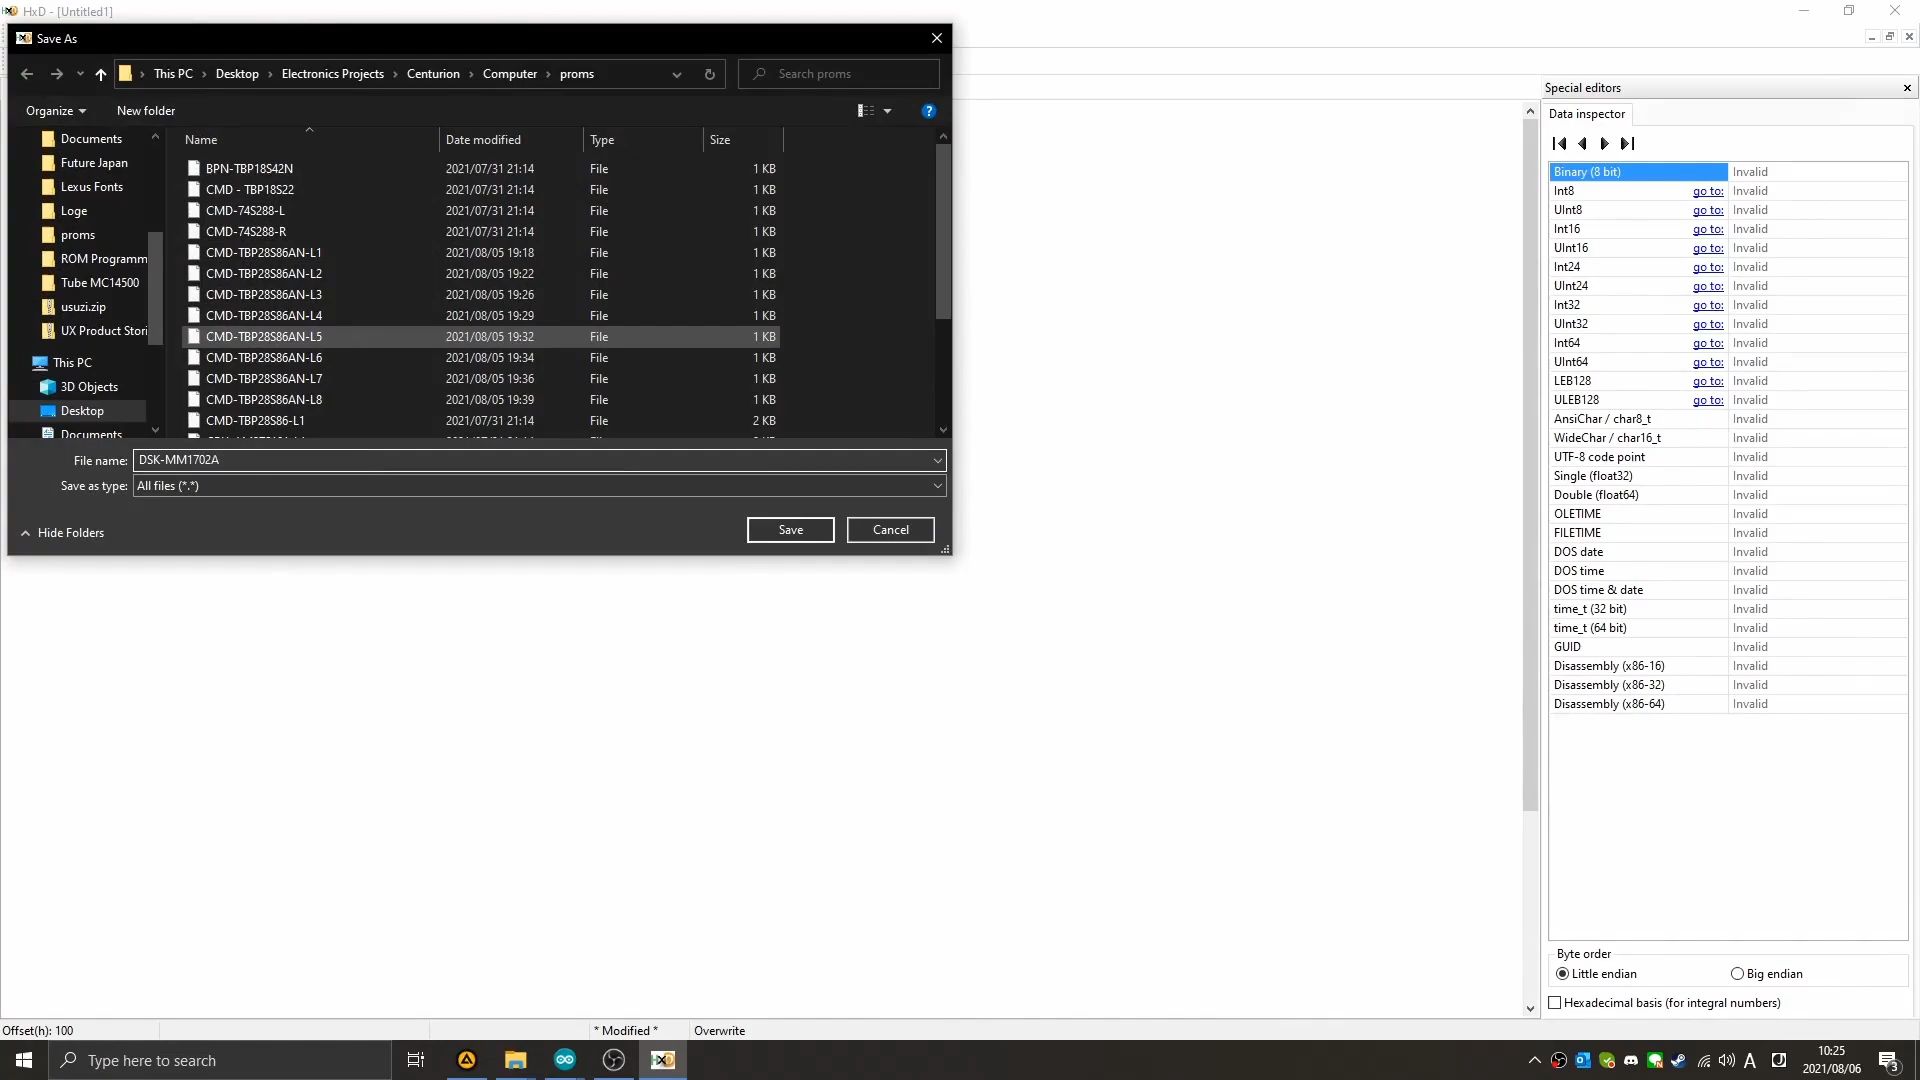 HxD - [Untitled1]
Save As
This PC
Desktop
Electronics Projects
Centurion
Computer
proms
Search proms
Organize
New folder
Name
Date modified
Type
Size
Documents
Future Japan
Lexus Fonts
Loge
proms
ROM Programm
Tube MC14500
usuzi.zip
UX Product Stori
This PC
3D Objects
Desktop
Documents
BPN-TBP18S42N 2021/07/31 21:14 File 1 KB
CMD - TBP18S22 2021/07/31 21:14 File 1 KB
CMD-74S288-L 2021/07/31 21:14 File 1 KB
CMD-74S288-R 2021/07/31 21:14 File 1 KB
CMD-TBP28S86AN-L1 2021/08/05 19:18 File 1 KB
CMD-TBP28S86AN-L2 2021/08/05 19:22 File 1 KB
CMD-TBP28S86AN-L3 2021/08/05 19:26 File 1 KB
CMD-TBP28S86AN-L4 2021/08/05 19:29 File 1 KB
CMD-TBP28S86AN-L5 2021/08/05 19:32 File 1 KB
CMD-TBP28S86AN-L6 2021/08/05 19:34 File 1 KB
CMD-TBP28S86AN-L7 2021/08/05 19:36 File 1 KB
CMD-TBP28S86AN-L8 2021/08/05 19:39 File 1 KB
CMD-TBP28S86-L1 2021/07/31 21:14 File 2 KB
File name: DSK-MM1702A
Save as type: All files (*.*)
Hide Folders
Save
Cancel
Special editors
Data inspector
Binary (8 bit) Invalid
Int8 go to: Invalid
UInt8 go to: Invalid
Int16 go to: Invalid
UInt16 go to: Invalid
Int24 go to: Invalid
UInt24 go to: Invalid
Int32 go to: Invalid
UInt32 go to: Invalid
Int64 go to: Invalid
UInt64 go to: Invalid
LEB128 go to: Invalid
ULEB128 go to: Invalid
AnsiChar / char8_t Invalid
WideChar / char16_t Invalid
UTF-8 code point Invalid
Single (float32) Invalid
Double (float64) Invalid
OLETIME Invalid
FILETIME Invalid
DOS date Invalid
DOS time Invalid
DOS time & date Invalid
time_t (32 bit) Invalid
time_t (64 bit) Invalid
GUID Invalid
Disassembly (x86-16) Invalid
Disassembly (x86-32) Invalid
Disassembly (x86-64) Invalid
Byte order
Little endian
Big endian
Hexadecimal basis (for integral numbers)
Offset(h): 100
* Modified *
Overwrite
Type here to search
A
10:25
2021/08/06
3